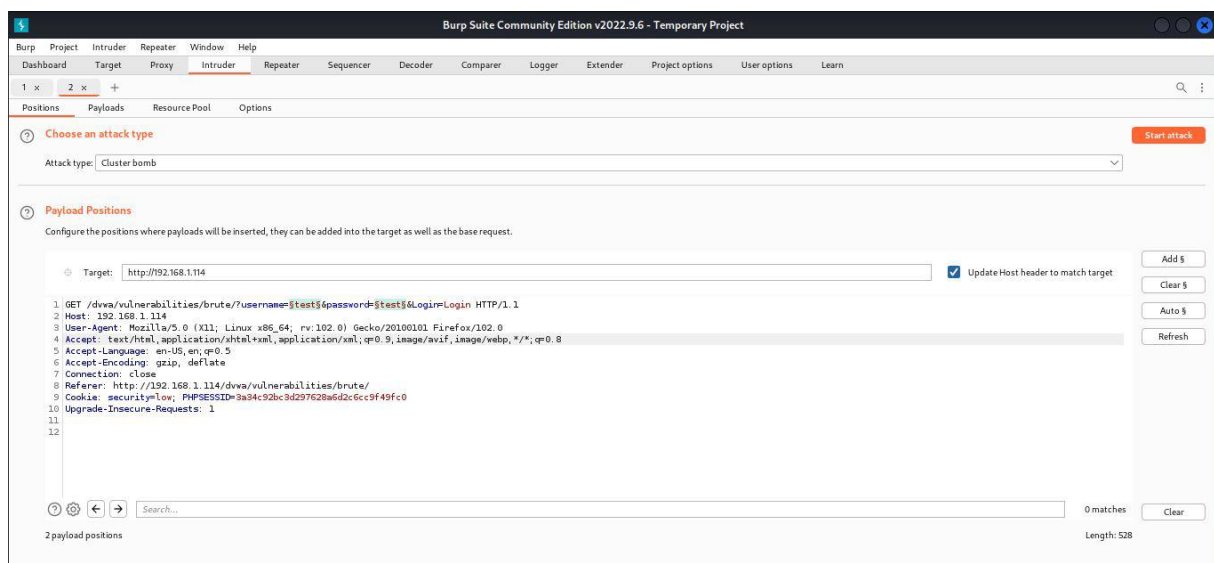 Burp Suite Community Edition v2022.9.6 - Temporary Project
Burp Project Intruder Repeater Window Help
Dashboard Target Proxy Intruder Repeater Sequencer Decoder Comparer Logger Extender Project options User options Learn
1 × 2 × +
Positions Payloads Resource Pool Options
? Choose an attack type Start attack
Attack type: Cluster bomb
? Payload Positions
Configure the positions where payloads will be inserted, they can be added into the target as well as the base request.
Add §
Target: http://192.168.1.114 Update Host header to match target
Clear §
1 GET /dvwa/vulnerabilities/brute/?username=§test§&password=§test§&Login=Login HTTP/1.1
Auto §
2 Host: 192.168.1.114
3 User-Agent: Mozilla/5.0 (X11; Linux x86_64; rv:102.0) Gecko/20100101 Firefox/102.0
4 Accept: text/html,application/xhtml+xml,application/xml;q=0.9,image/avif,image/webp,*/*;q=0.8
Refresh
5 Accept-Language: en-US,en;q=0.5
6 Accept-Encoding: gzip, deflate
7 Connection: close
8 Referer: http://192.168.1.114/dvwa/vulnerabilities/brute/
9 Cookie: security=low; PHPSESSID=3a34c92bc3d297628a6d2c6cc9f49fc0
10 Upgrade-Insecure-Requests: 1
11
12
? Search... 0 matches Clear
2 payload positions Length: 528